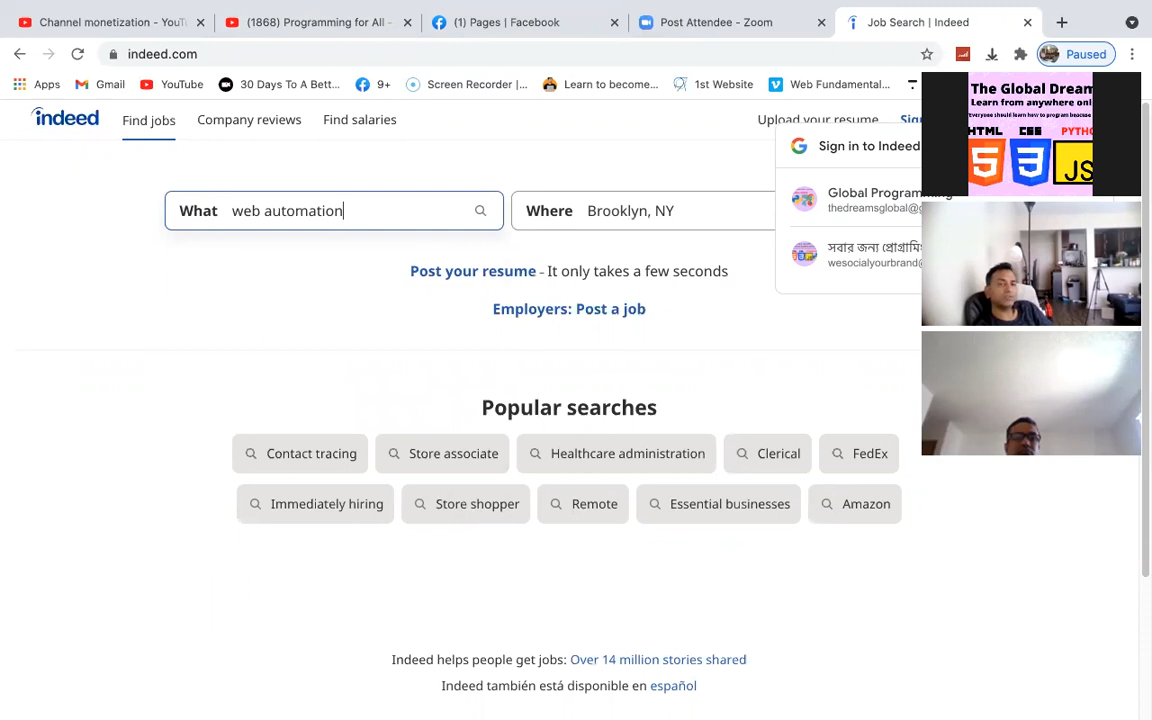 Channel monetization - YouT
(1868) Programming for All -
(1) Pages | Facebook
Post Attendee - Zoom
Job Search | Indeed
indeed.com
Paused
Apps
Gmail
YouTube
30 Days To A Bett...
9+
Screen Recorder |...
Learn to become...
1st Website
Web Fundamental...
The Global Dream
Learn from anywhere onl
HTML CSS PYTHO
5 3 JS
indeed
Find jobs
Company reviews
Find salaries
Upload your resume
Sign
Sign in to Indeed
Global Programming
thedreamsglobal@g
সবার জন্য প্রোগ্রামিং
wesocialyourbrand@
What web automation
Where Brooklyn, NY
Post your resume - It only takes a few seconds
Employers: Post a job
Popular searches
Contact tracing
Store associate
Healthcare administration
Clerical
FedEx
Immediately hiring
Store shopper
Remote
Essential businesses
Amazon
Indeed helps people get jobs: Over 14 million stories shared
Indeed también está disponible en español